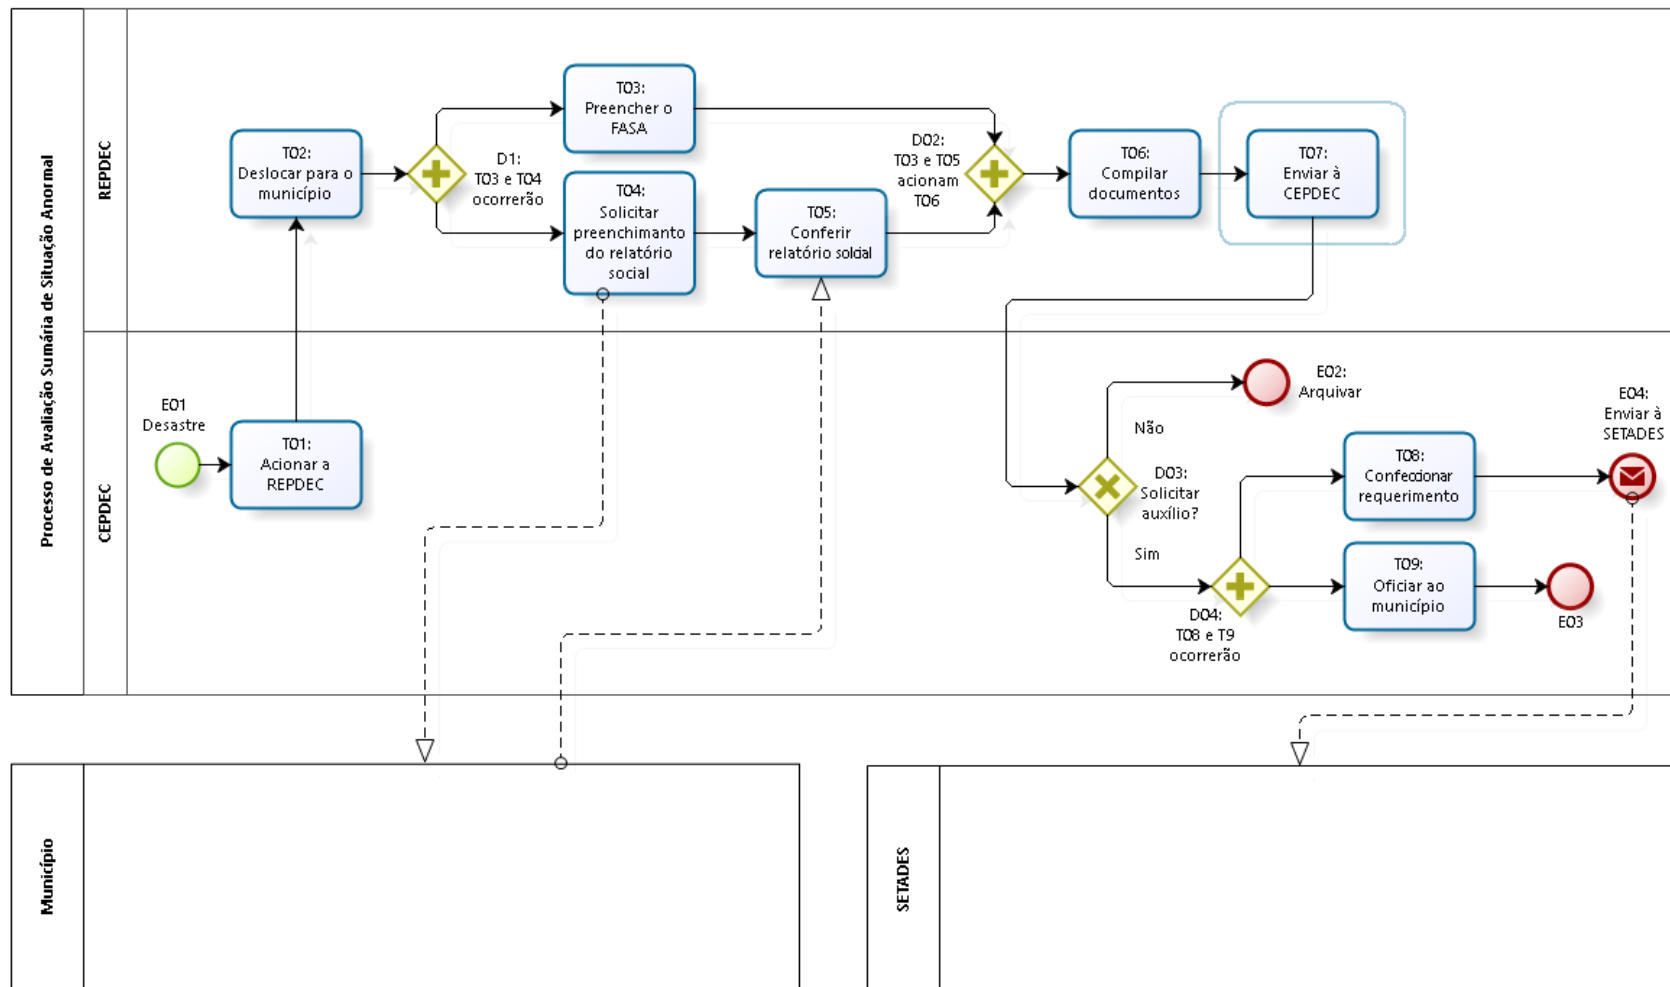 Processo de Avaliação Sumária de Situação Anormal
REPDEC
T02:
Deslocar para o
município
D1:
T03 e T04
ocorrerão
T03:
Preencher o
FASA
T04:
Solicitar
preenchimanto
do relatório
social
T05:
Conferir
relatório solcial
D02:
T03 e T05
acionam
T06
T06:
Compilar
documentos
T07:
Enviar à
CEPDEC
CEPDEC
E01
Desastre
T01:
Acionar a
REPDEC
Não
D03:
Solicitar
auxílio?
Sim
E02:
Arquivar
D04:
T08 e T9
ocorrerão
T08:
Confeccionar
requerimento
T09:
Oficiar ao
município
E03
E04:
Enviar à
SETADES
Município
SETADES